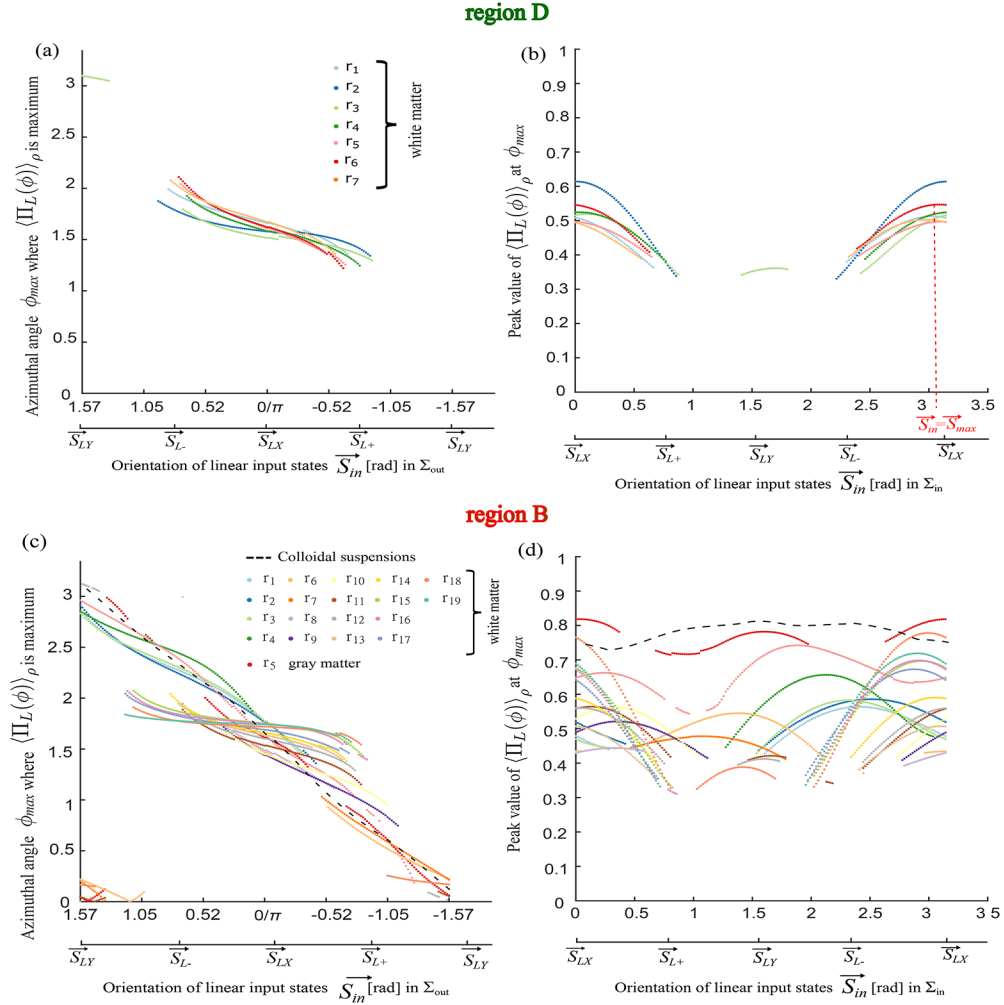 region D
(a)
Azimuthal angle ϕmax where ⟨ΠL(ϕ)⟩ρ is maximum
3
2.5
2
1.5
1
0.5
0
r1
r2
r3
r4
r5
r6
r7
white matter
1.57 1.05 0.52 0/π -0.52 -1.05 -1.57
SLY SL- SLX SL+ SLY
Orientation of linear input states Sin [rad] in Σout
(b)
Peak value of ⟨ΠL(ϕ)⟩ρ at ϕmax
1
0.9
0.8
0.7
0.6
0.5
0.4
0.3
0.2
0.1
0
0 0.5 1 1.5 2 2.5 3 3.5
Sin=Smax
SLX SL+ SLY SL- SLX
Orientation of linear input states Sin [rad] in Σin
region B
(c)
Azimuthal angle ϕmax where ⟨ΠL(ϕ)⟩ρ is maximum
3
2.5
2
1.5
1
0.5
0
Colloidal suspensions
r1 r6 r10 r14 r18
r2 r7 r11 r15 r19
r3 r8 r12 r16
r4 r9 r13 r17
white matter
r5 gray matter
1.57 1.05 0.52 0/π -0.52 -1.05 -1.57
SLY SL- SLX SL+ SLY
Orientation of linear input states Sin [rad] in Σout
(d)
Peak value of ⟨ΠL(ϕ)⟩ρ at ϕmax
1
0.9
0.8
0.7
0.6
0.5
0.4
0.3
0.2
0.1
0
0 0.5 1 1.5 2 2.5 3 3.5
SLX SL+ SLY SL- SLX
Orientation of linear input states Sin [rad] in Σin